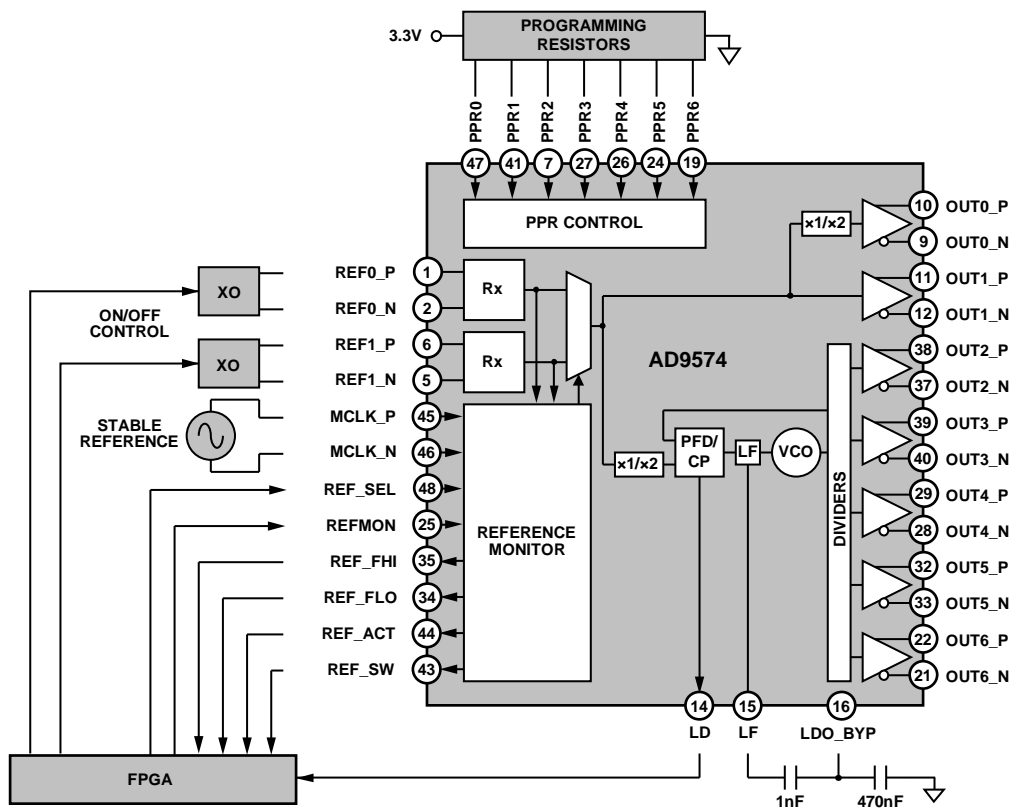 PROGRAMMING
RESISTORS
3.3V
PPR0
PPR1
PPR2
PPR3
PPR4
PPR5
PPR6
47
41
7
27
26
24
19
PPR CONTROL
XO
ON/OFF
CONTROL
XO
STABLE
REFERENCE
REF0_P
1
REF0_N
2
REF1_P
6
REF1_N
5
MCLK_P
45
MCLK_N
46
REF_SEL
48
REFMON
25
REF_FHI
35
REF_FLO
34
REF_ACT
44
REF_SW
43
Rx
Rx
REFERENCE
MONITOR
AD9574
×1/×2
×1/×2
PFD/
CP
LF
VCO
DIVIDERS
10
OUT0_P
9
OUT0_N
11
OUT1_P
12
OUT1_N
38
OUT2_P
37
OUT2_N
39
OUT3_P
40
OUT3_N
29
OUT4_P
28
OUT4_N
32
OUT5_P
33
OUT5_N
22
OUT6_P
21
OUT6_N
14
LD
15
LF
16
LDO_BYP
1nF
470nF
FPGA